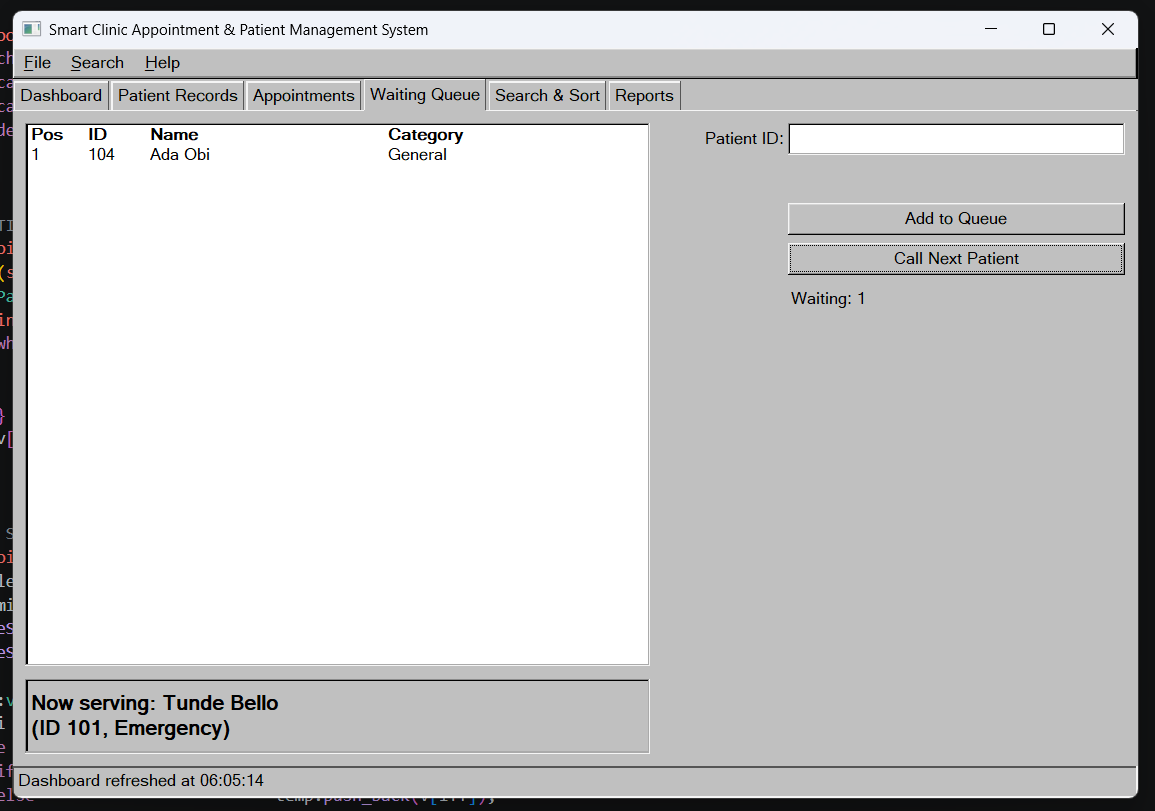 Smart Clinic Appointment & Patient Management System
File Search Help
Dashboard Patient Records Appointments Waiting Queue Search & Sort Reports
Pos ID Name Category
1 104 Ada Obi General
Patient ID:
Add to Queue
Call Next Patient
Waiting: 1
Now serving: Tunde Bello
(ID 101, Emergency)
Dashboard refreshed at 06:05:14